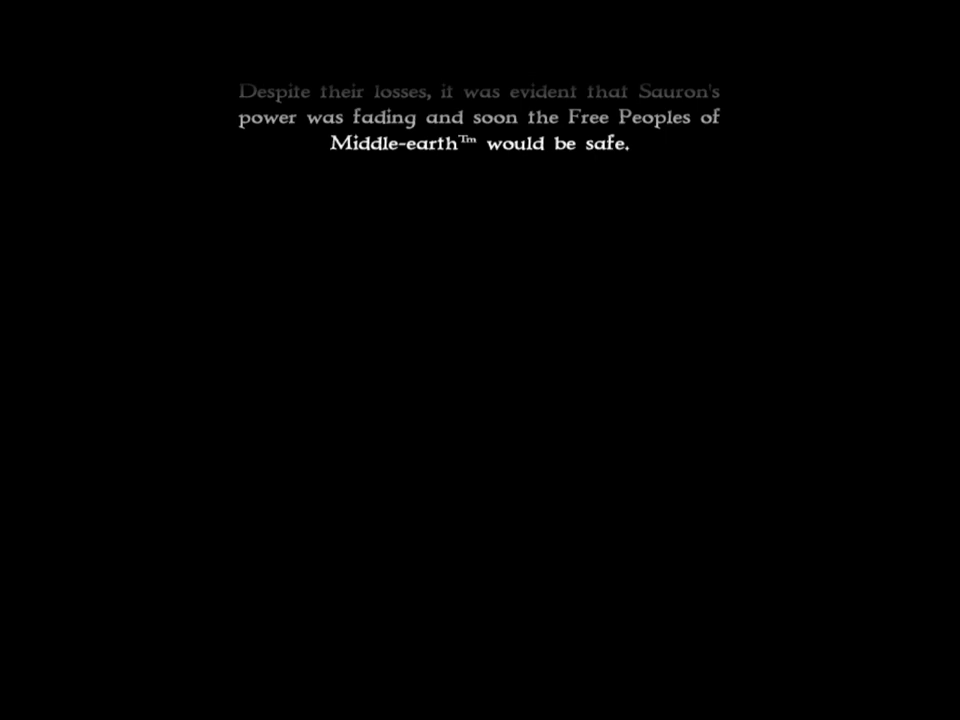 Despite their losses, it was evident that Sauron's
power was fading and soon the Free Peoples of
Middle-earth™ would be safe.